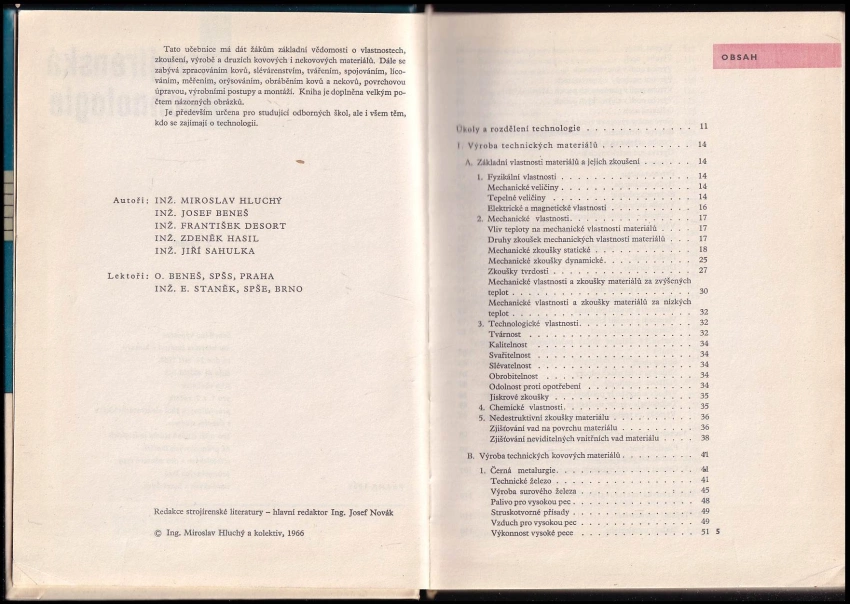 Tato učebnice má dát žákům základní vědomosti o vlastnostech,
zkoušení, výrobě a druzích kovových i nekovových materiálů. Dále se
zabývá zpracováním kovů, slévárenstvím, tvářením, spojováním, lico-
váním, měřením, orýsováním, obráběním kovů a nekovů, povrchovou
úpravou, výrobními postupy a montáží. Kniha je doplněna velkým po-
čtem názorných obrázků.
Je především určena pro studující odborných škol, ale i všem těm,
kdo se zajímají o technologii.
Autoři: INŽ. MIROSLAV HLUCHÝ
INŽ. JOSEF BENEŠ
INŽ. FRANTIŠEK DESORT
INŽ. ZDENĚK HASIL
INŽ. JIŘÍ SAHULKA
Lektoři: O. BENEŠ, SPŠS, PRAHA
INŽ. E. STANĚK, SPŠE, BRNO
Redakce strojírenské literatury – hlavní redaktor Ing. Josef Novák
© Ing. Miroslav Hluchý a kolektiv, 1966
OBSAH
Úkoly a rozdělení technologie . . . . . . . . . . . . . 11
I Výroba technických materiálů . . . . . . . . . . . 14
A. Základní vlastnosti materiálů a jejich zkoušení . . . . . . 14
1. Fyzikální vlastnosti . . . . . . . . . . . . . . . 14
Mechanické veličiny . . . . . . . . . . . . . . . 14
Tepelné veličiny . . . . . . . . . . . . . . . . 14
Elektrické a magnetické vlastnosti . . . . . . . . . 16
2. Mechanické vlastnosti. . . . . . . . . . . . . . 17
Vliv teploty na mechanické vlastnosti materiálů . . . . 17
Druhy zkoušek mechanických vlastností materiálů . . . 17
Mechanické zkoušky statické . . . . . . . . . . . 18
Mechanické zkoušky dynamické. . . . . . . . . . 25
Zkoušky tvrdosti . . . . . . . . . . . . . . . . 27
Mechanické vlastnosti a zkoušky materiálů za zvýšených
teplot . . . . . . . . . . . . . . . . . . . . 30
Mechanické vlastnosti a zkoušky materiálů za nízkých
teplot . . . . . . . . . . . . . . . . . . . . 32
3. Technologické vlastnosti. . . . . . . . . . . . . 32
Tvárnost . . . . . . . . . . . . . . . . . . . 32
Kalitelnost . . . . . . . . . . . . . . . . . . 34
Svařitelnost . . . . . . . . . . . . . . . . . . 34
Slévatelnost . . . . . . . . . . . . . . . . . . 34
Obrobitelnost . . . . . . . . . . . . . . . . . 34
Odolnost proti opotřebení . . . . . . . . . . . . 34
Jiskrové zkoušky . . . . . . . . . . . . . . . . 35
4. Chemické vlastnosti. . . . . . . . . . . . . . . 35
5. Nedestruktivní zkoušky materiálu . . . . . . . . . 36
Zjišťování vad na povrchu materiálu . . . . . . . . 36
Zjišťování neviditelných vnitřních vad materiálu . . . . 38
B. Výroba technických kovových materiálů . . . . . . . . 41
1. Černá metalurgie. . . . . . . . . . . . . . . . 41
Technické železo . . . . . . . . . . . . . . . . 41
Výroba surového železa . . . . . . . . . . . . . 45
Palivo pro vysokou pec . . . . . . . . . . . . . . 48
Struskotvorné přísady . . . . . . . . . . . . . . 49
Vzduch pro vysokou pec . . . . . . . . . . . . . 49
Výkonnost vysoké pece . . . . . . . . . . . . . 51 5